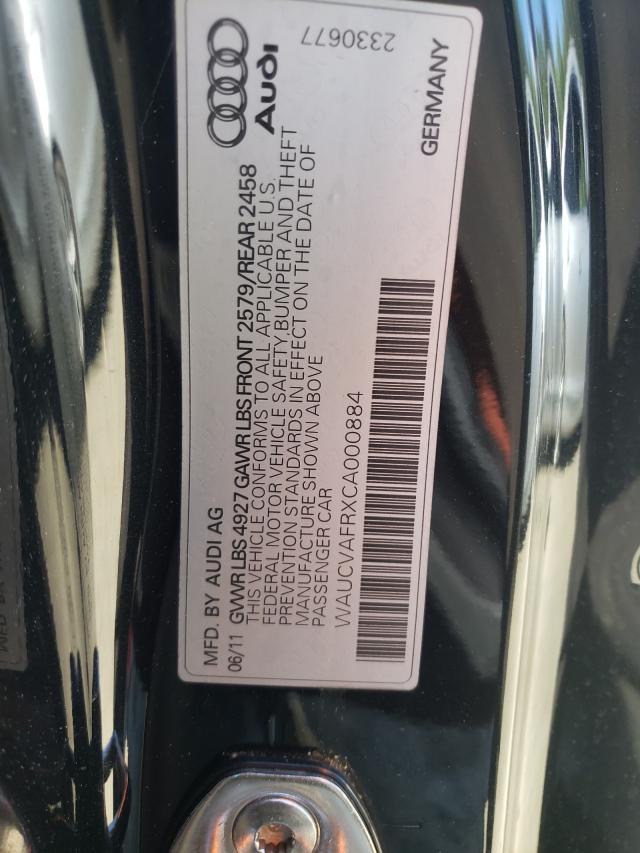 MFD. BY AUDI AG
06/11 GVWR LBS 4927 GAWR LBS FRONT 2579/REAR 2458
THIS VEHICLE CONFORMS TO ALL APPLICABLE U.S.
FEDERAL MOTOR VEHICLE SAFETY, BUMPER AND THEFT
PREVENTION STANDARDS IN EFFECT ON THE DATE OF
MANUFACTURE SHOWN ABOVE
PASSENGER CAR
WAUCVAFRXCA000884
Audi
2330677
GERMANY